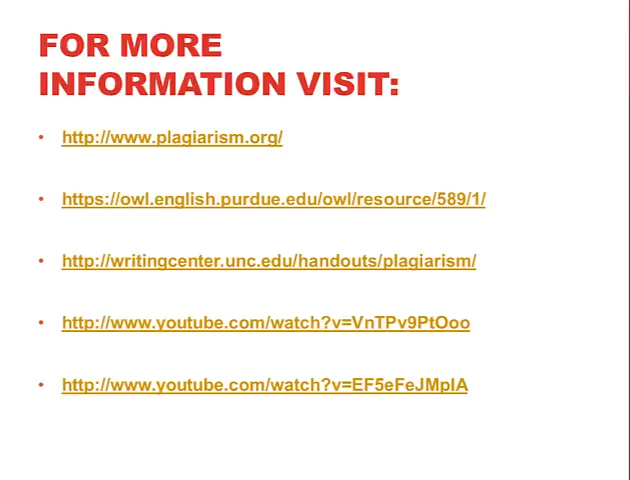 FOR MORE
INFORMATION VISIT:
• http://www.plagiarism.org/
• https://owl.english.purdue.edu/owl/resource/589/1/
• http://writingcenter.unc.edu/handouts/plagiarism/
• http://www.youtube.com/watch?v=VnTPv9PtOoo
• http://www.youtube.com/watch?v=EF5eFeJMplA